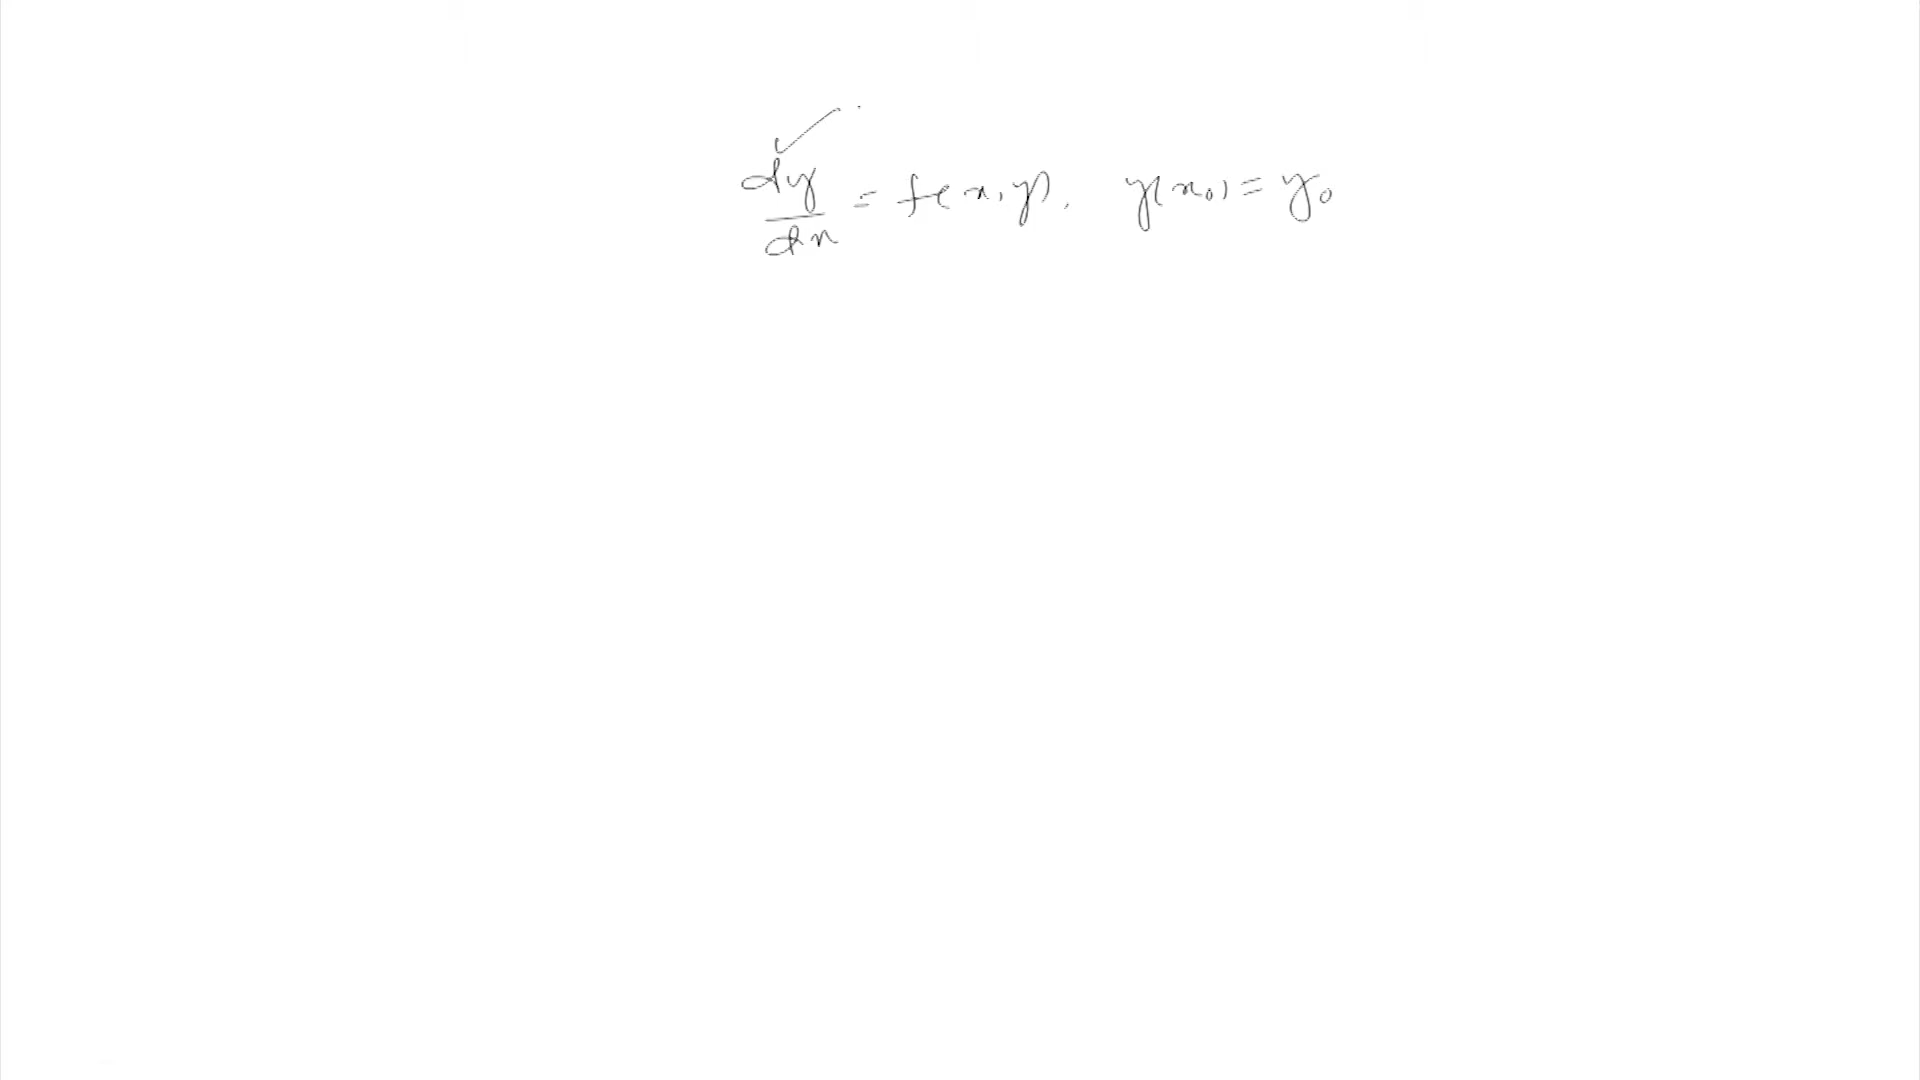 dy/dx = f(x, y), y(x₀) = y₀